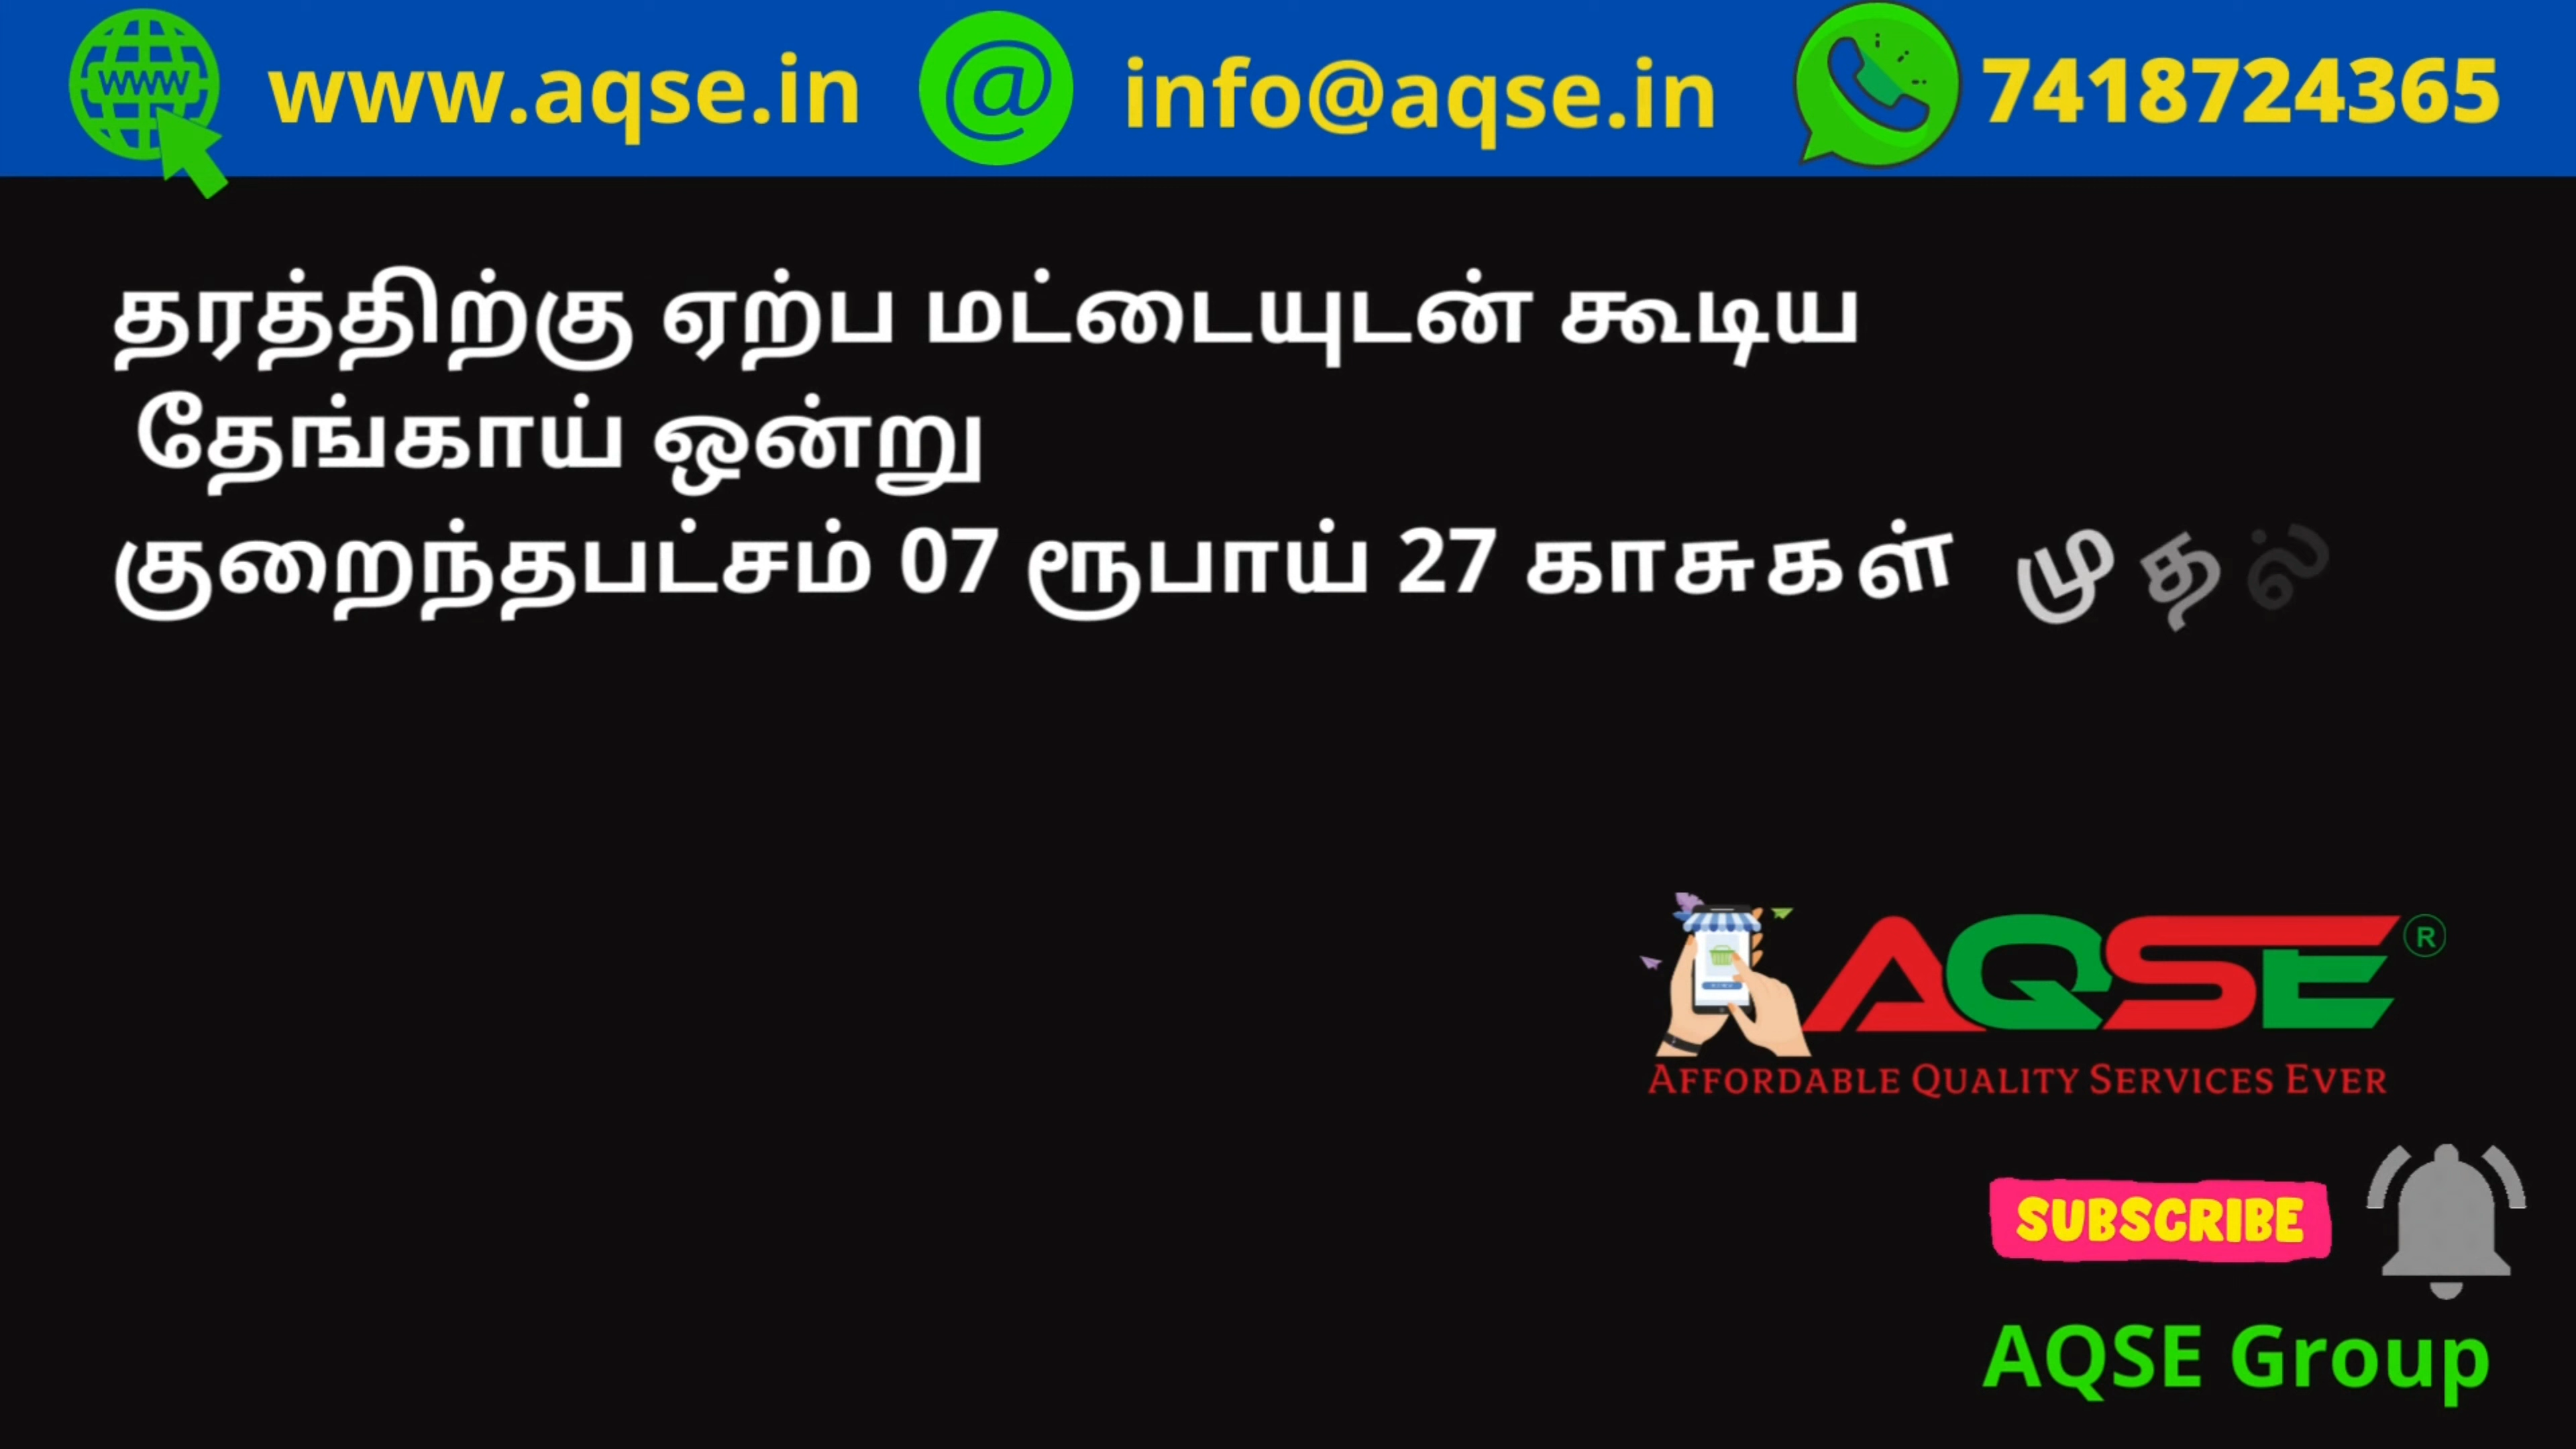 www www.aqse.in @ info@aqse.in 7418724365
தரத்திற்கு ஏற்ப மட்டையுடன் கூடிய
தேங்காய் ஒன்று
குறைந்தபட்சம் 07 ரூபாய் 27 காசுகள் முதல்
AQSE ®
AFFORDABLE QUALITY SERVICES EVER
SUBSCRIBE
AQSE Group